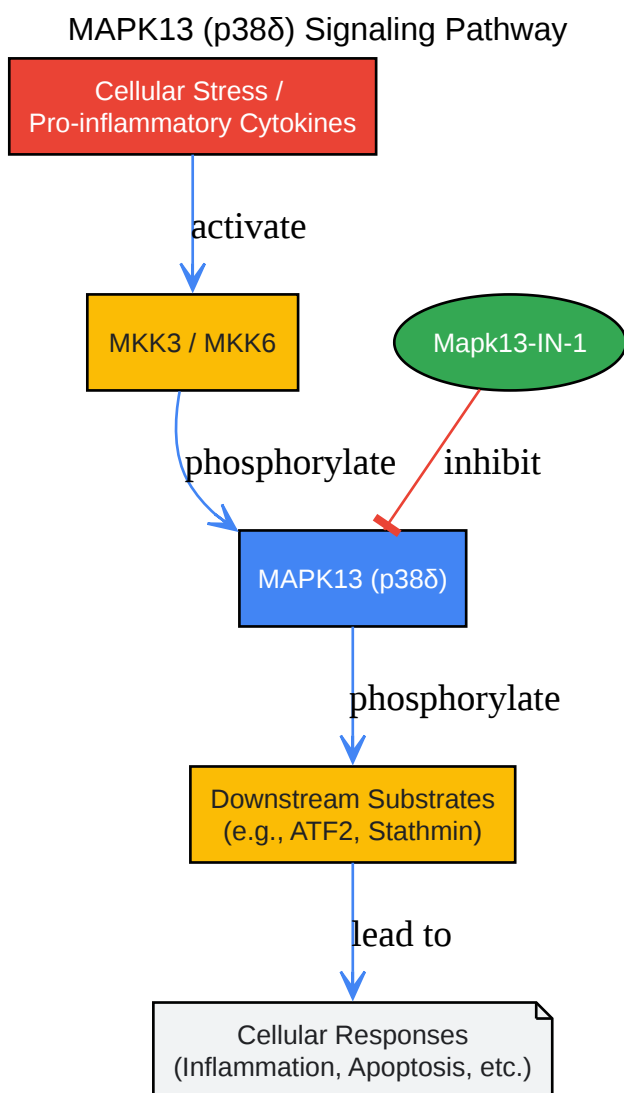 MAPK13 (p38δ) Signaling Pathway
Cellular Stress /
Pro-inflammatory Cytokines
activate
MKK3 / MKK6
Mapk13-IN-1
phosphorylate
inhibit
MAPK13 (p38δ)
phosphorylate
Downstream Substrates
(e.g., ATF2, Stathmin)
lead to
Cellular Responses
(Inflammation, Apoptosis, etc.)